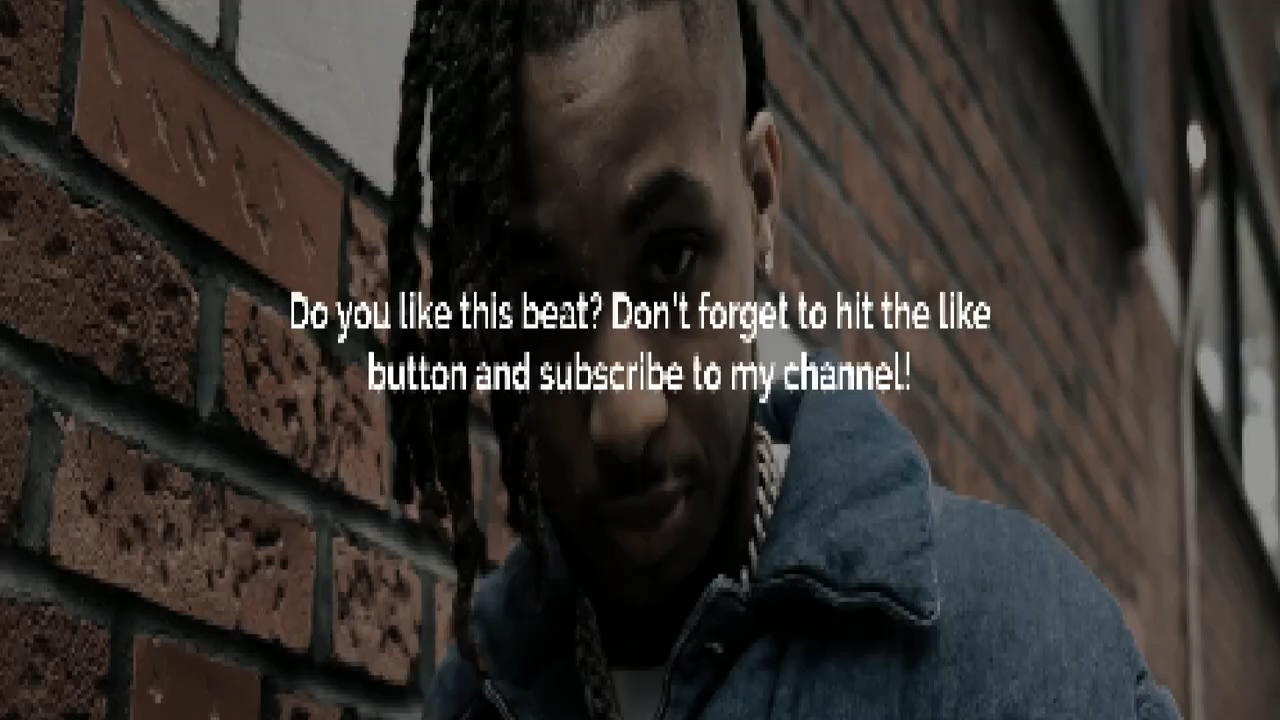 Do you like this beat? Don't forget to hit the like
button and subscribe to my channel!